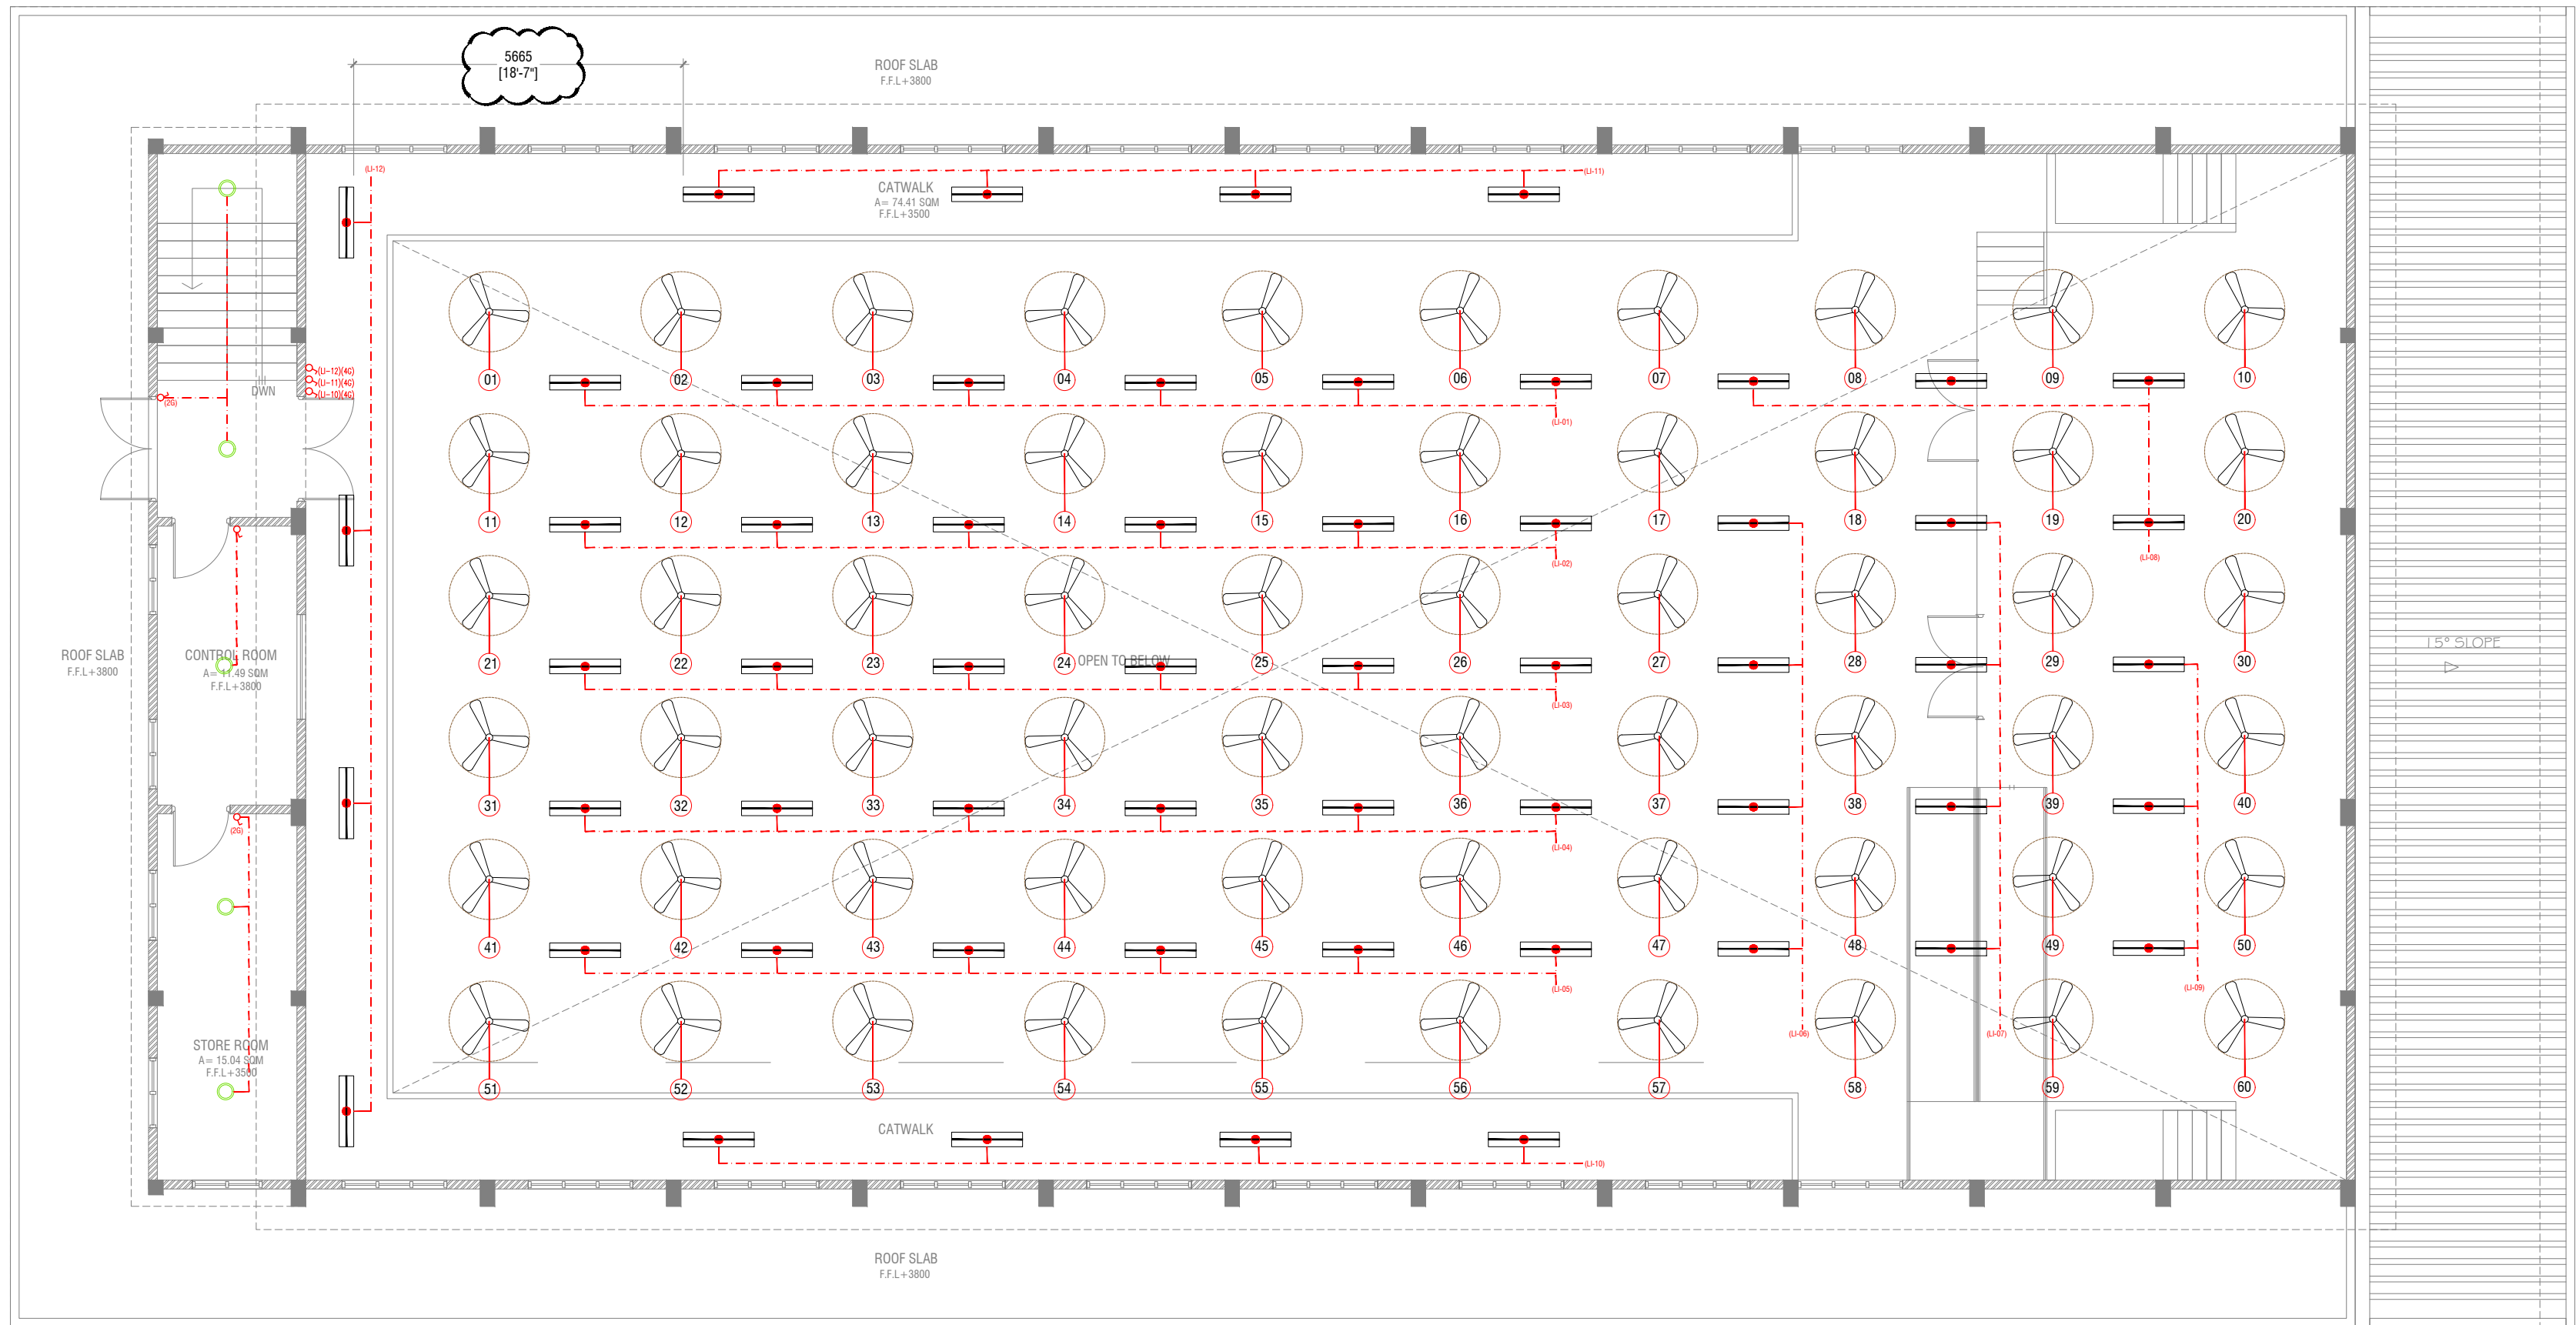 5665
[18'-7"]
ROOF SLAB
F.F.L+3800
(LI-12)
(LI-11)
CATWALK
A= 74.41 SQM
F.F.L+3500
(LI-12)(4G)
(LI-11)(4G)
(LI-10)(4G)
DWN
(2G)
01
02
03
04
05
06
07
08
09
10
(LI-01)
11
12
13
14
15
16
17
18
19
20
(LI-02)
(LI-08)
ROOF SLAB
F.F.L+3800
CONTROL ROOM
A= 11.49 SQM
F.F.L+3800
OPEN TO BELOW
15° SLOPE
21
22
23
24
25
26
27
28
29
30
(LI-03)
31
32
33
34
35
36
37
38
39
40
(2G)
(LI-04)
41
42
43
44
45
46
47
48
49
50
(LI-05)
(LI-09)
(LI-06)
(LI-07)
STORE ROOM
A= 15.04 SQM
F.F.L+3500
51
52
53
54
55
56
57
58
59
60
CATWALK
(LI-10)
ROOF SLAB
F.F.L+3800